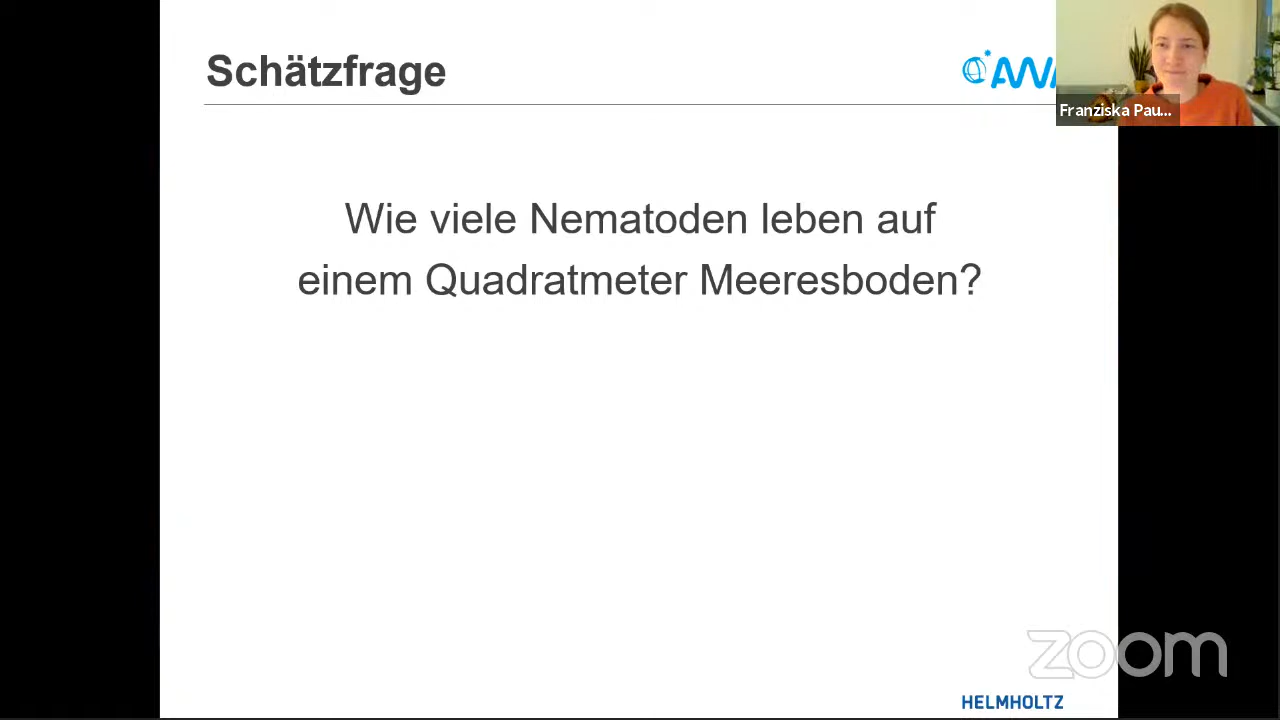 Schätzfrage
Franziska Pau...
Wie viele Nematoden leben auf
einem Quadratmeter Meeresboden?
zoom
HELMHOLTZ